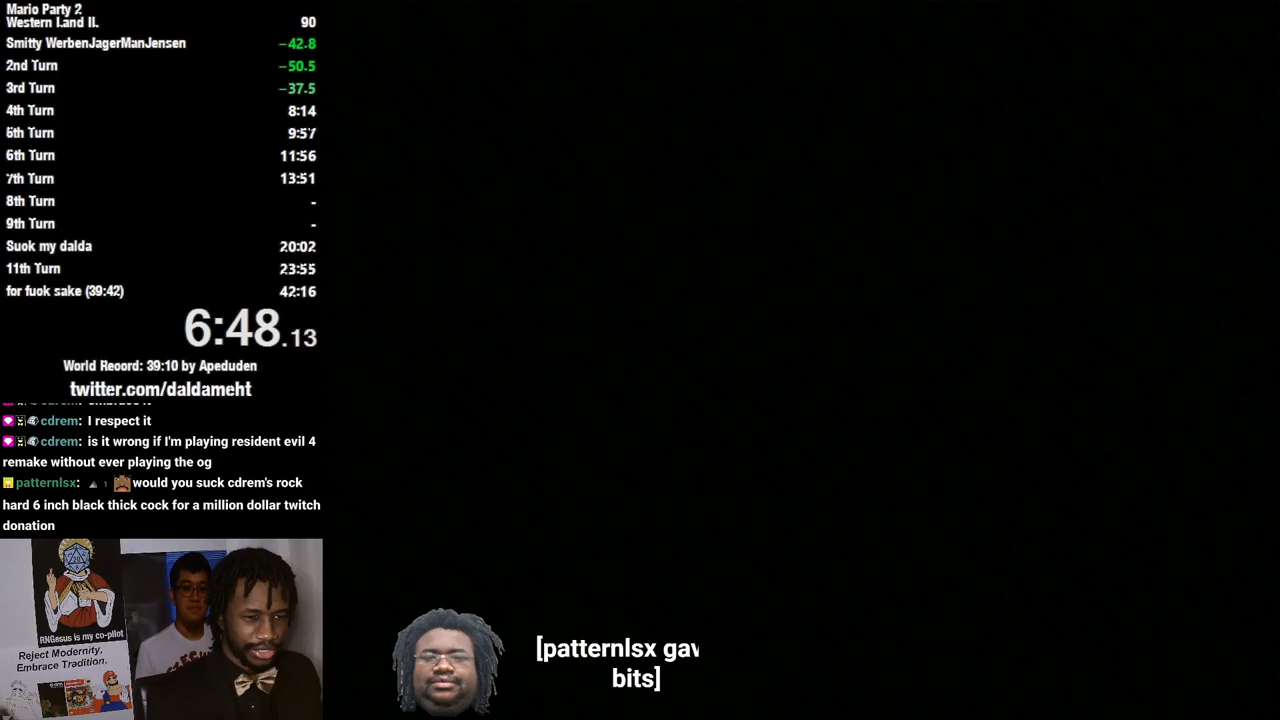 Mario Party 2
Western Land II. 90
Smitty WerbenJagerManJensen -42.8
2nd Turn -50.5
3rd Turn -37.5
4th Turn 8:14
5th Turn 9:57
6th Turn 11:56
7th Turn 13:51
8th Turn -
9th Turn -
Suok my dalda 20:02
11th Turn 23:55
for fuok sake (39:42) 42:16
6:48.13
World Reoord: 39:10 by Apeduden
twitter.com/daldameht
cdrem: I respect it
cdrem: is it wrong if I'm playing resident evil 4
remake without ever playing the og
patternlsx: 1 would you suck cdrem's rock
hard 6 inch black thick cock for a million dollar twitch
donation
RNGesus is my co-pilot
Reject Modernity,
Embrace Tradition.
[patternlsx gav
bits]